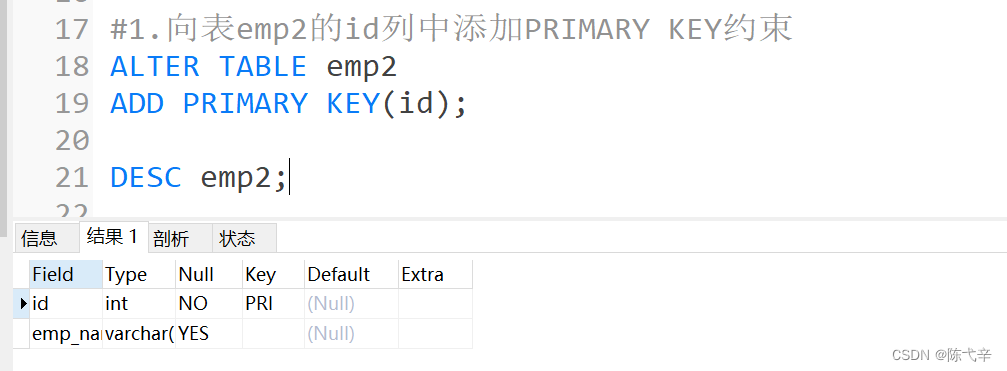 17 #1.向表emp2的id列中添加PRIMARY KEY约束
18 ALTER TABLE emp2
19 ADD PRIMARY KEY(id);
20
21 DESC emp2;
22
信息 结果 1 剖析 状态
Field Type Null Key Default Extra
id int NO PRI (Null)
emp_na varchar( YES (Null)
CSDN @陈弋辛